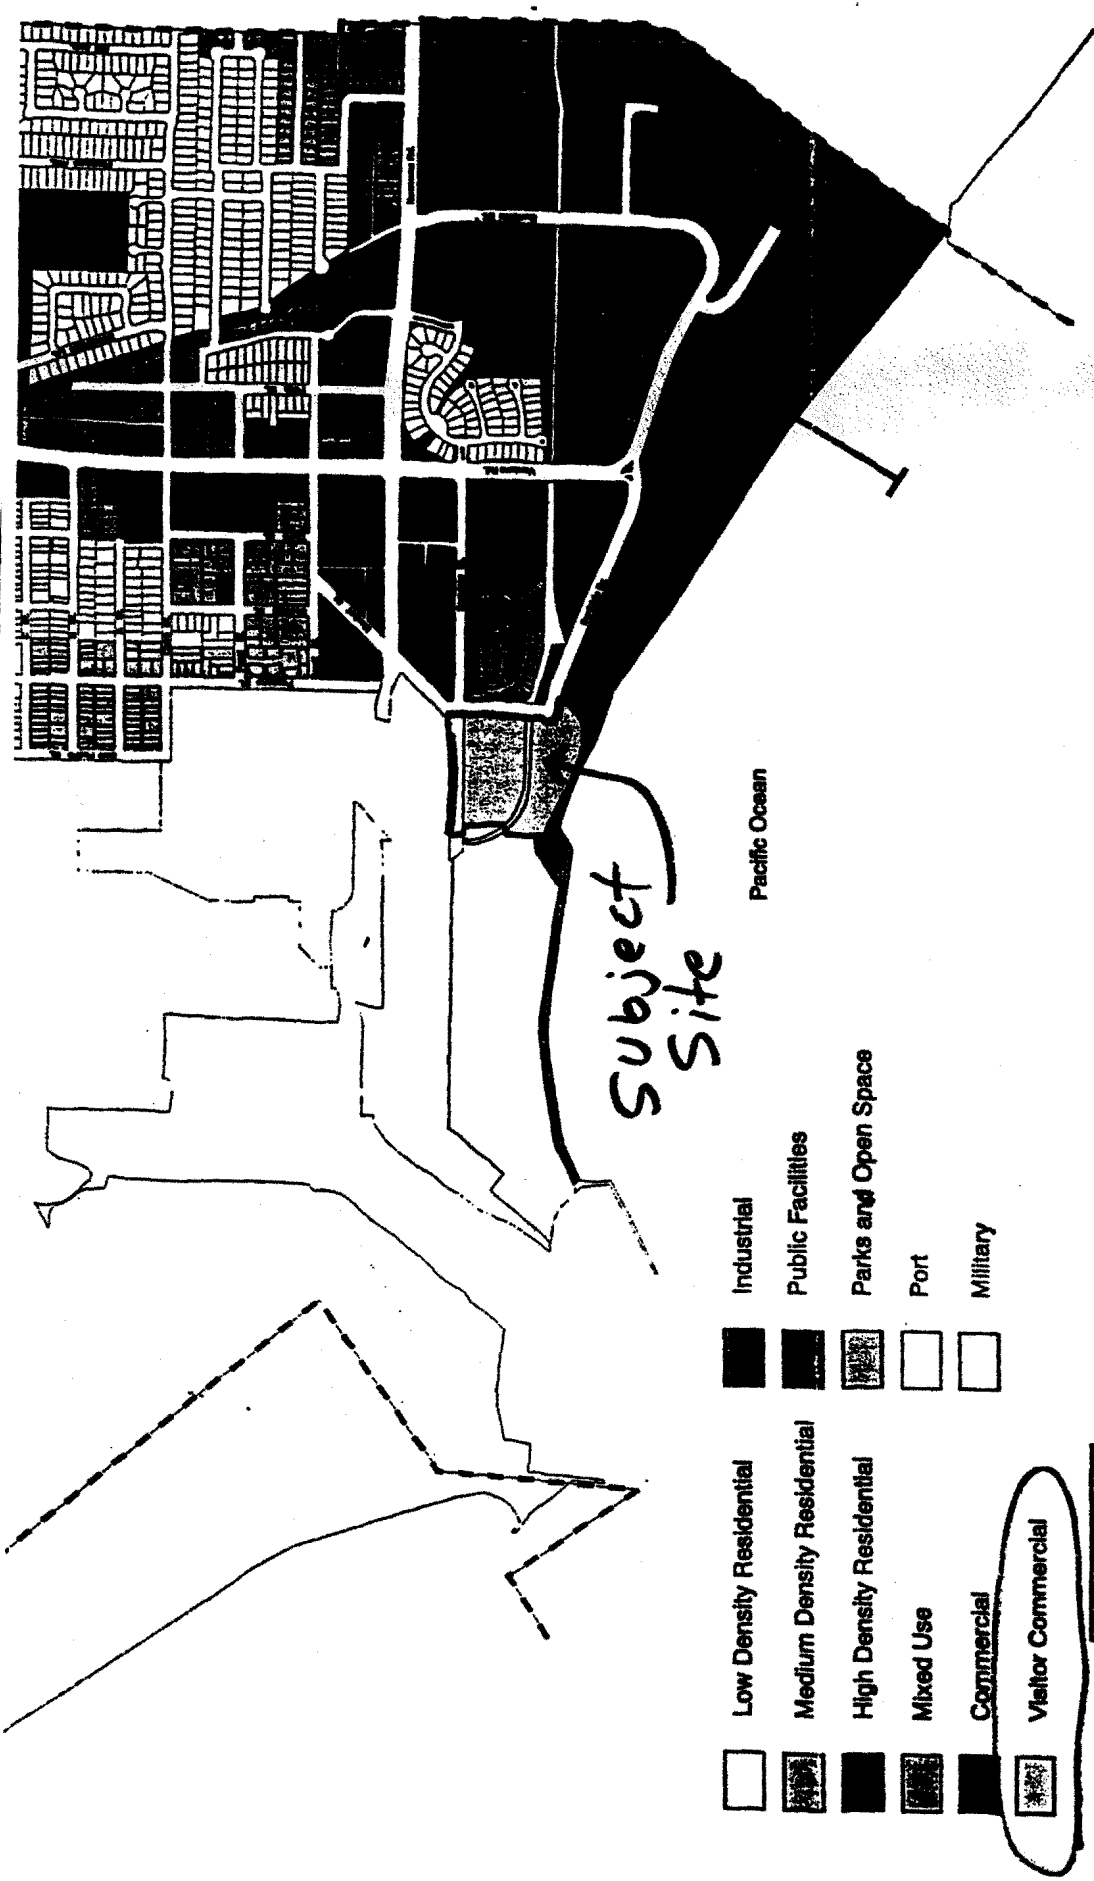 Pacific Ocean
Subject
Site
Low Density Residential
Medium Density Residential
High Density Residential
Mixed Use
Commercial
Visitor Commercial
Industrial
Public Facilities
Parks and Open Space
Port
Military